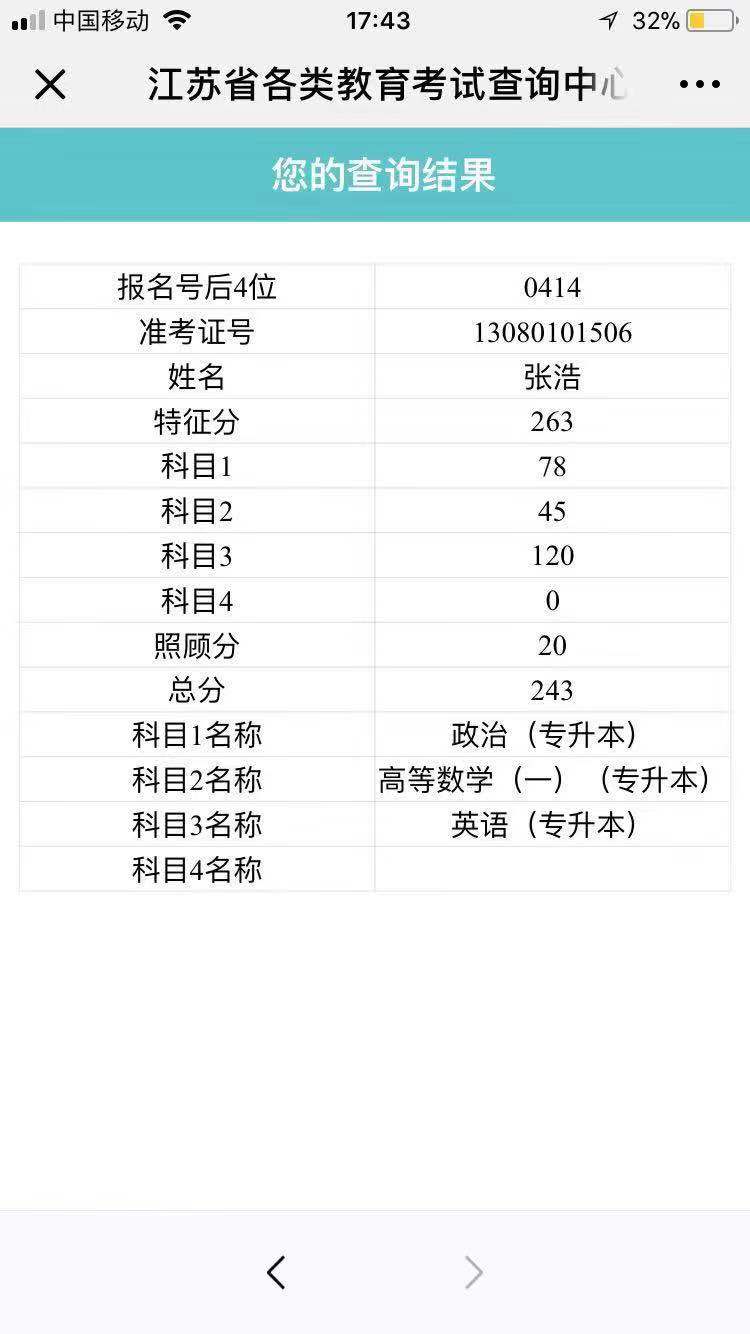 中国移动 17:43 32%
江苏省各类教育考试查询中心
您的查询结果
报名号后4位 0414
准考证号 13080101506
姓名 张浩
特征分 263
科目1 78
科目2 45
科目3 120
科目4 0
照顾分 20
总分 243
科目1名称 政治（专升本）
科目2名称 高等数学（一）（专升本）
科目3名称 英语（专升本）
科目4名称